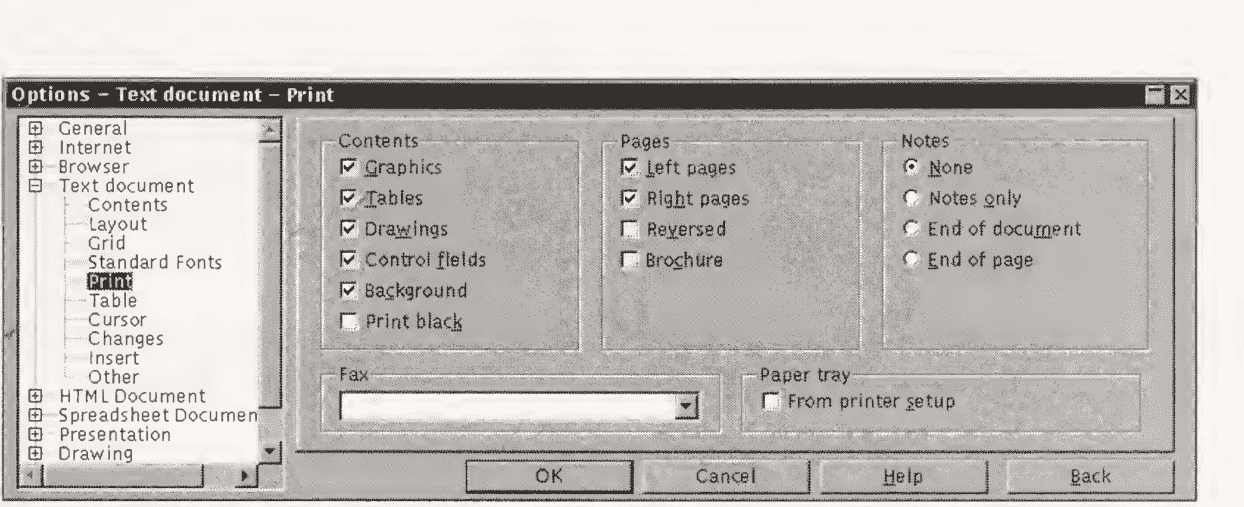 Options – Text document – Print
General
Internet
Browser
Text document
Contents
Layout
Grid
Standard Fonts
Print
Table
Cursor
Changes
Insert
Other
HTML Document
Spreadsheet Documen
Presentation
Drawing
Contents
Graphics
Tables
Drawings
Control fields
Background
Print black
Pages
Left pages
Right pages
Reversed
Brochure
Notes
None
Notes only
End of document
End of page
Fax
Paper tray
From printer setup
OK
Cancel
Help
Back